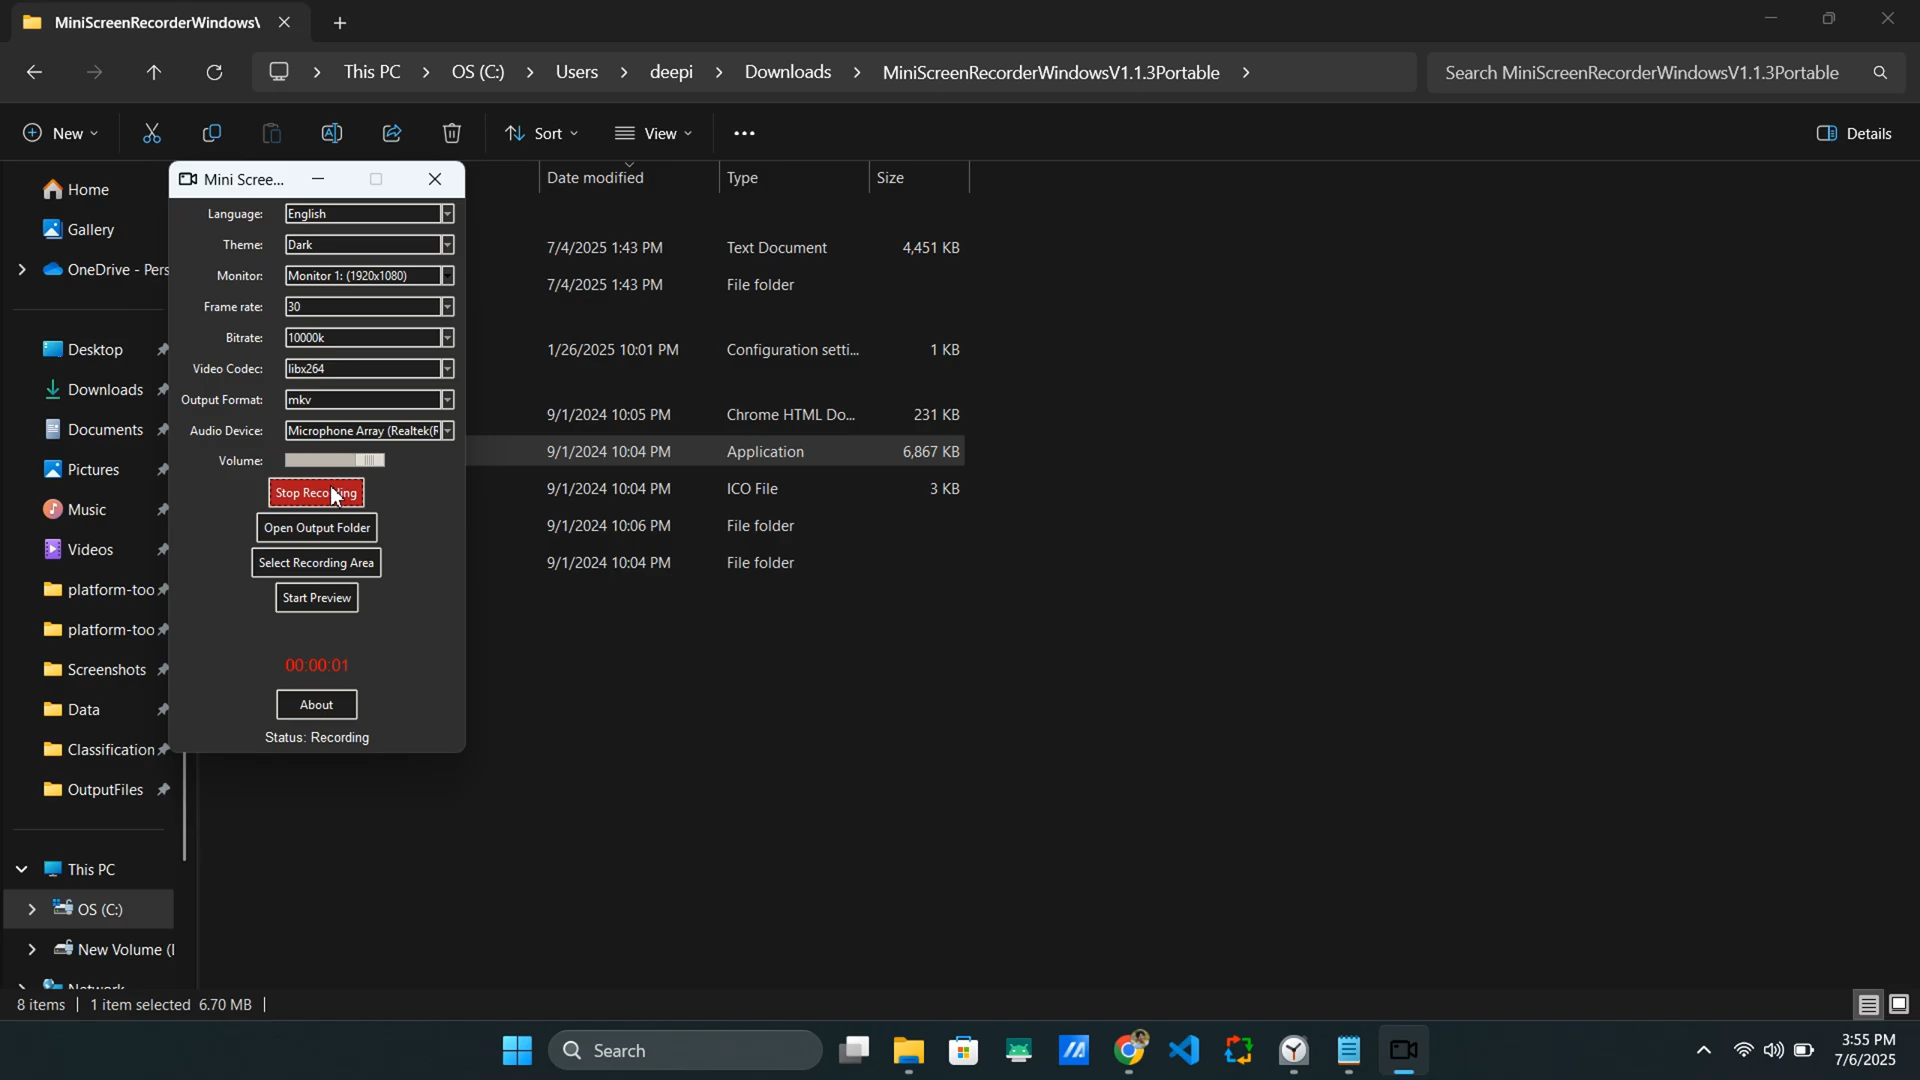 MiniScreenRecorderWindows\
This PC
OS (C:)
Users
deepi
Downloads
MiniScreenRecorderWindowsV1.1.3Portable
Search MiniScreenRecorderWindowsV1.1.3Portable
New
Sort
View
Details
Home
Gallery
OneDrive - Pers
Desktop
Downloads
Documents
Pictures
Music
Videos
platform-too
platform-too
Screenshots
Data
Classification
OutputFiles
This PC
OS (C:)
New Volume (
Network
Mini Scree...
Language: English
Theme: Dark
Monitor: Monitor 1: (1920x1080)
Frame rate: 30
Bitrate: 10000k
Video Codec: libx264
Output Format: mkv
Audio Device: Microphone Array (Realtek(R
Volume:
Stop Recording
Open Output Folder
Select Recording Area
Start Preview
00:00:01
About
Status: Recording
Date modified Type Size
7/4/2025 1:43 PM Text Document 4,451 KB
7/4/2025 1:43 PM File folder
1/26/2025 10:01 PM Configuration setti... 1 KB
9/1/2024 10:05 PM Chrome HTML Do... 231 KB
9/1/2024 10:04 PM Application 6,867 KB
9/1/2024 10:04 PM ICO File 3 KB
9/1/2024 10:06 PM File folder
9/1/2024 10:04 PM File folder
8 items 1 item selected 6.70 MB
Search
3:55 PM
7/6/2025